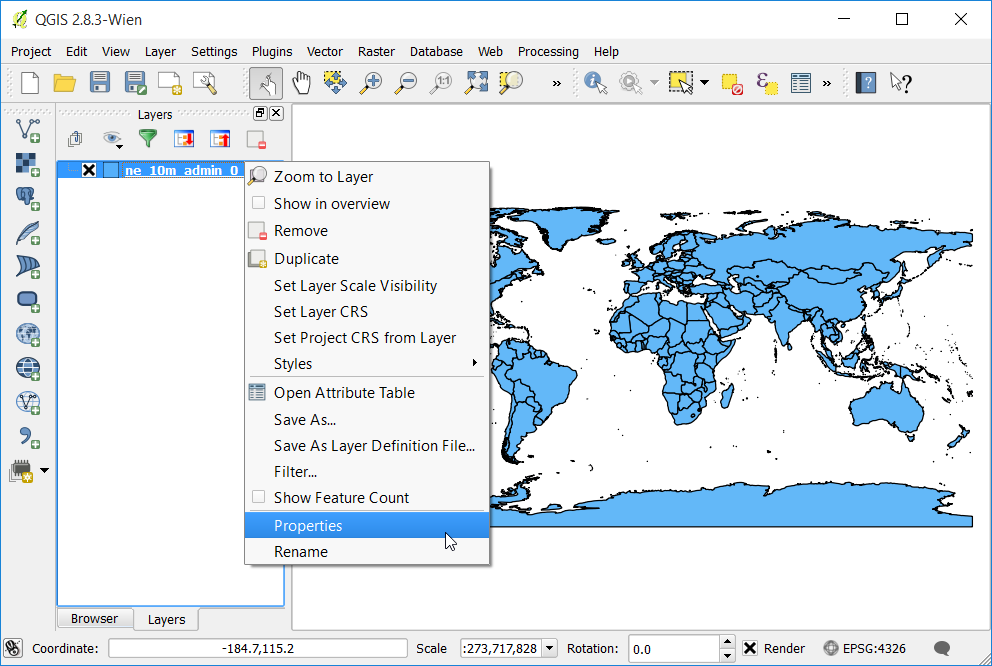 QGIS 2.8.3-Wien
Project Edit View Layer Settings Plugins Vector Raster Database Web Processing Help
1:1 » »
Layers
ne_10m_admin_0
Zoom to Layer
Show in overview
Remove
Duplicate
Set Layer Scale Visibility
Set Layer CRS
Set Project CRS from Layer
Styles
Open Attribute Table
Save As...
Save As Layer Definition File...
Filter...
Show Feature Count
Properties
Rename
Browser Layers
Coordinate: -184.7,115.2 Scale :273,717,828 Rotation: 0.0 Render EPSG:4326